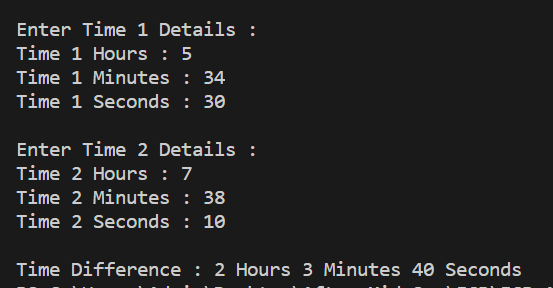 Enter Time 1 Details :
Time 1 Hours : 5
Time 1 Minutes : 34
Time 1 Seconds : 30
Enter Time 2 Details :
Time 2 Hours : 7
Time 2 Minutes : 38
Time 2 Seconds : 10
Time Difference : 2 Hours 3 Minutes 40 Seconds